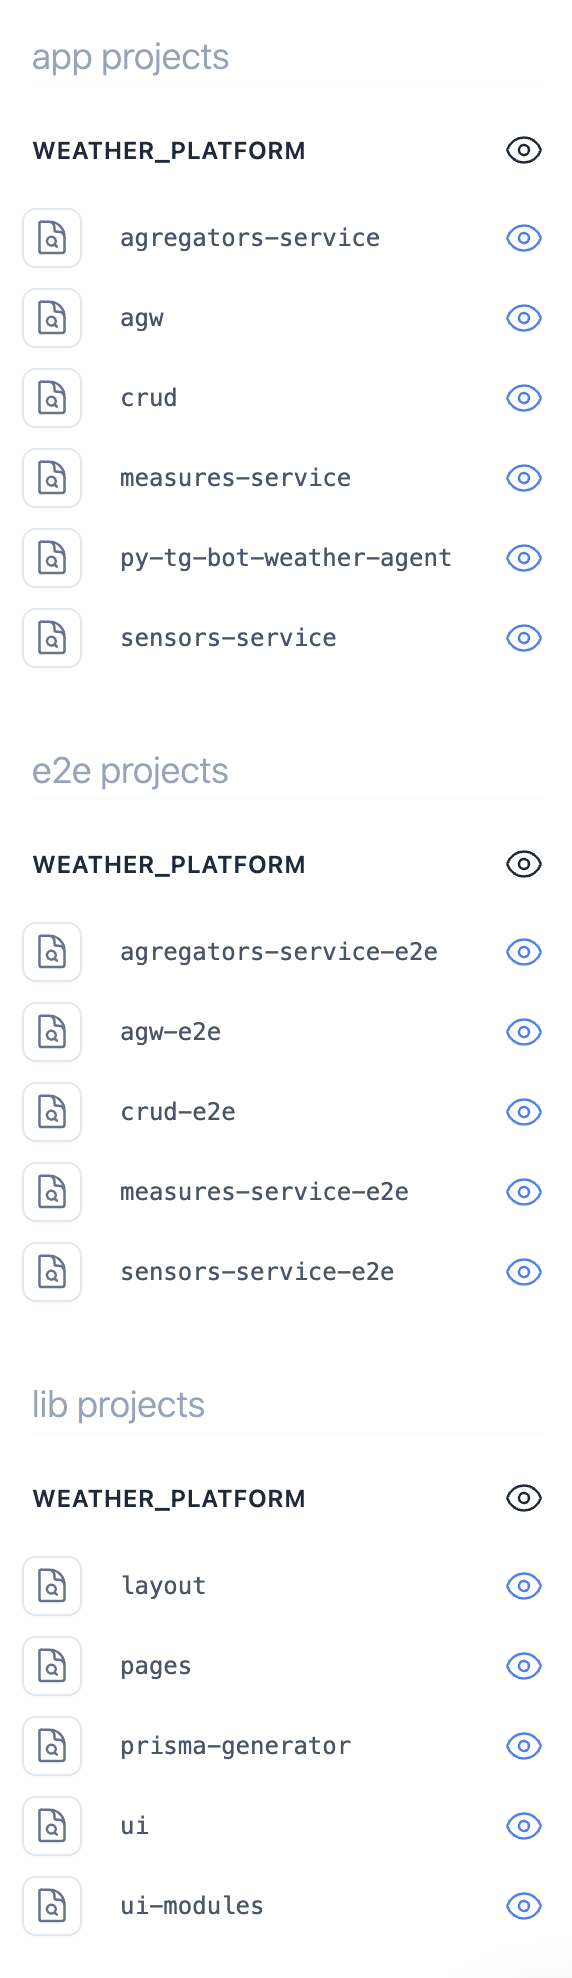 app projects
WEATHER_PLATFORM
agregators-service
agw
crud
measures-service
py-tg-bot-weather-agent
sensors-service
e2e projects
WEATHER_PLATFORM
agregators-service-e2e
agw-e2e
crud-e2e
measures-service-e2e
sensors-service-e2e
lib projects
WEATHER_PLATFORM
layout
pages
prisma-generator
ui
ui-modules